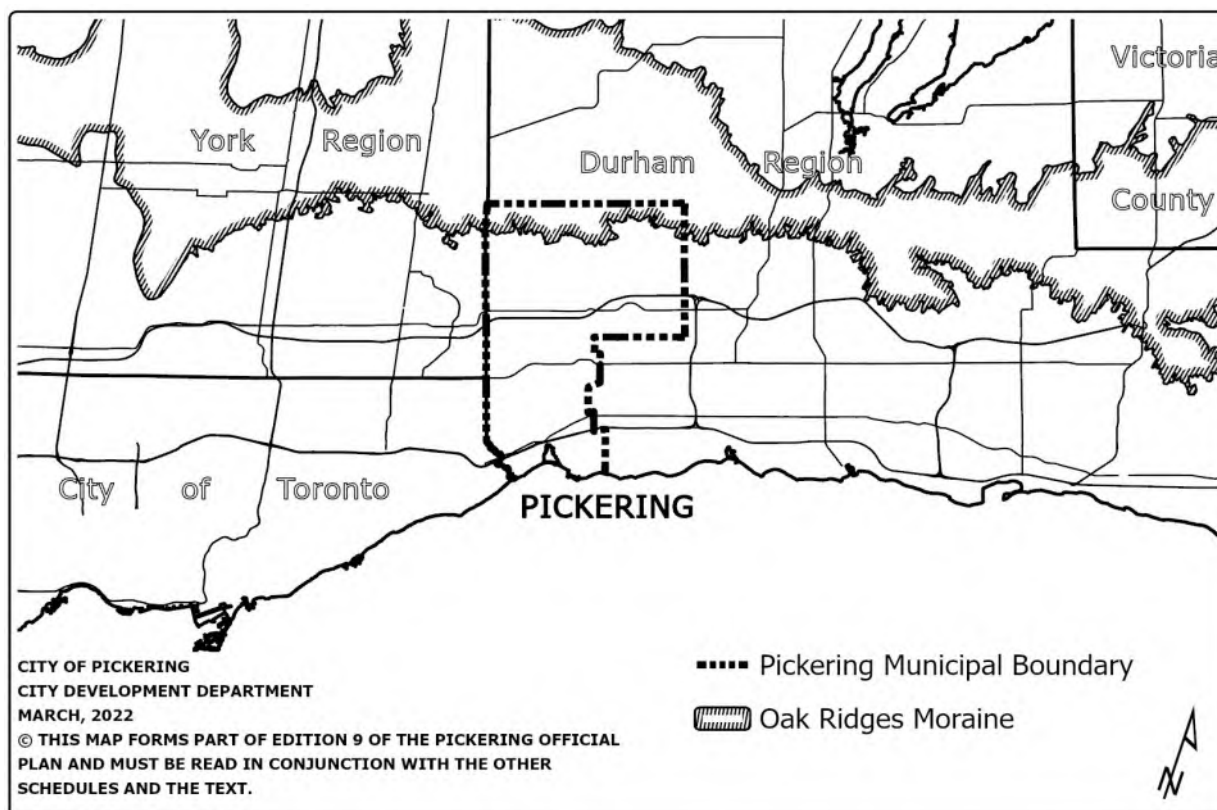 Victoria
York Region
Durham Region
County
City of Toronto
PICKERING
CITY OF PICKERING
CITY DEVELOPMENT DEPARTMENT
MARCH, 2022
© THIS MAP FORMS PART OF EDITION 9 OF THE PICKERING OFFICIAL
PLAN AND MUST BE READ IN CONJUNCTION WITH THE OTHER
SCHEDULES AND THE TEXT.
Pickering Municipal Boundary
Oak Ridges Moraine
N